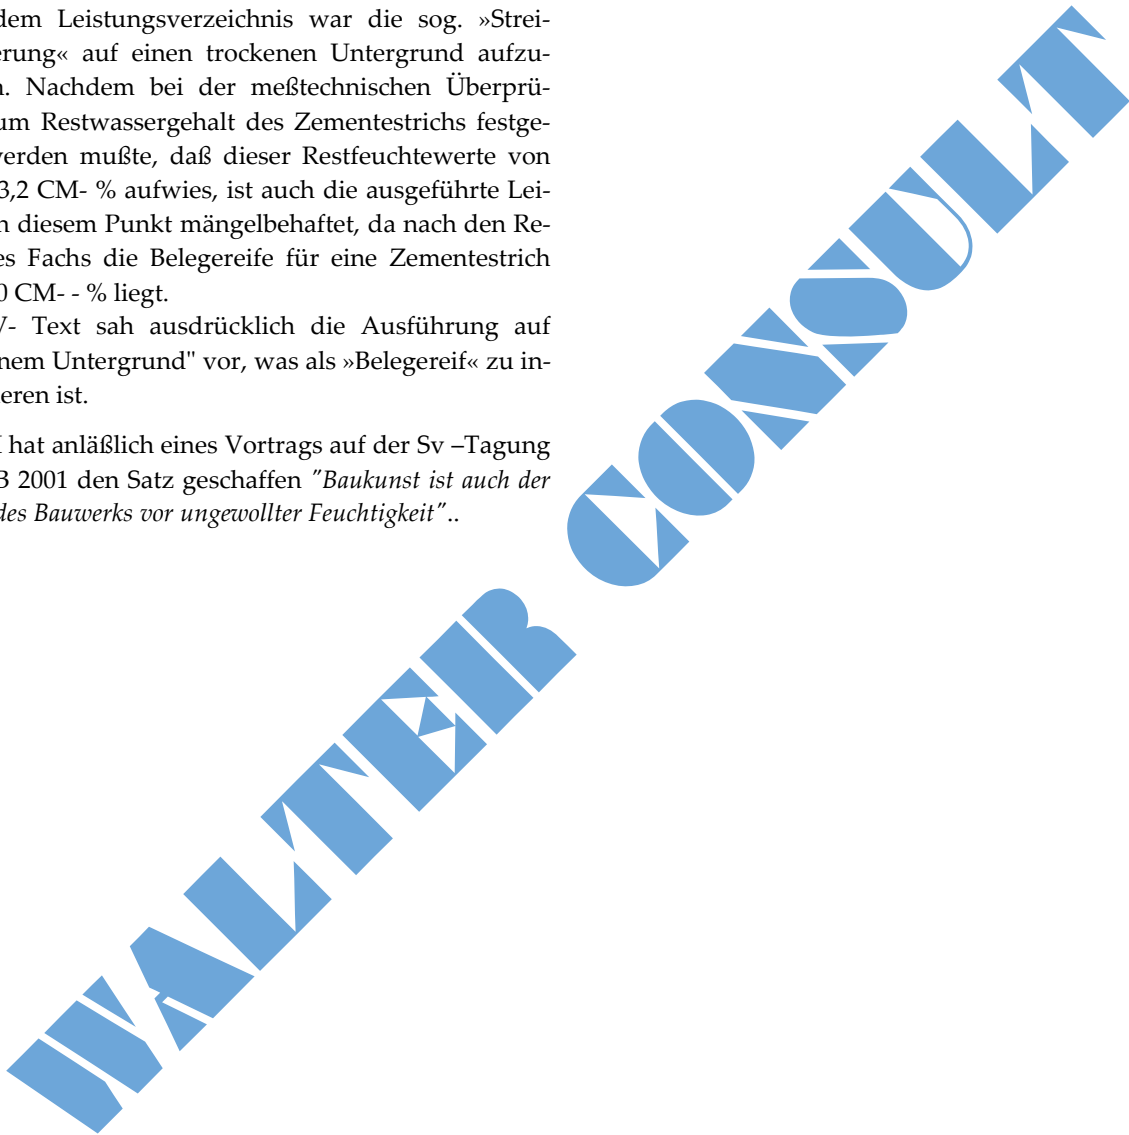 dem Leistungsverzeichnis war die sog. »Strei-
erung« auf einen trockenen Untergrund aufzu-
n. Nachdem bei der meßtechnischen Überprü-
um Restwassergehalt des Zementestrichs festge-
werden mußte, daß dieser Restfeuchtewerte von
3,2 CM- % aufwies, ist auch die ausgeführte Lei-
n diesem Punkt mängelbehaftet, da nach den Re-
es Fachs die Belegereife für eine Zementestrich
0 CM- - % liegt.
V- Text sah ausdrücklich die Ausführung auf
nem Untergrund" vor, was als »Belegereif« zu in-
eren ist.
hat anläßlich eines Vortrags auf der Sv –Tagung
B 2001 den Satz geschaffen "Baukunst ist auch der
des Bauwerks vor ungewollter Feuchtigkeit"..
WALTER CONSULT